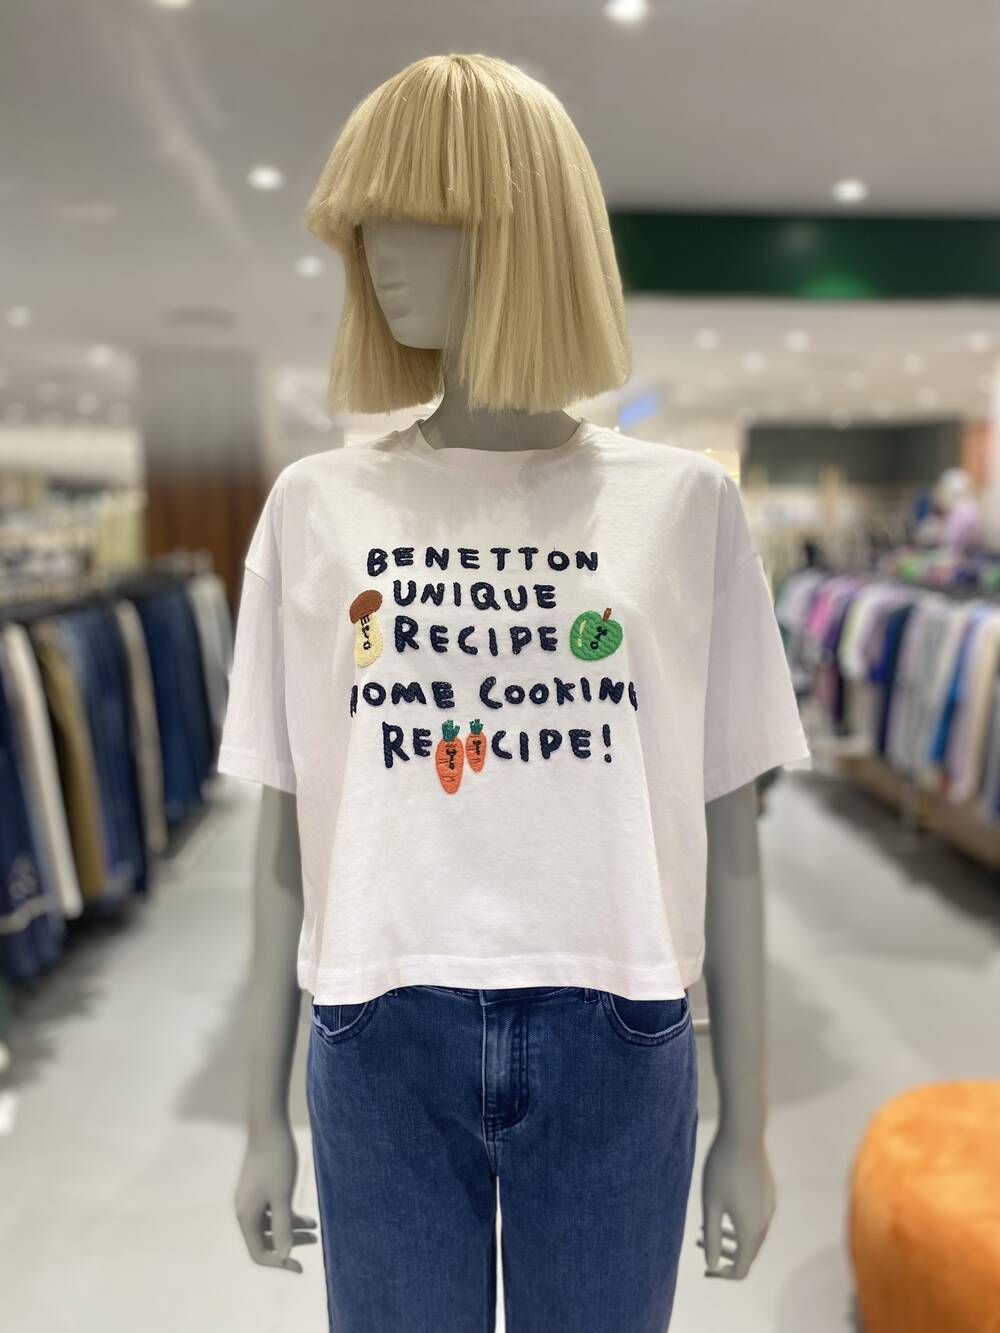 BENETTON
UNIQUE
RECIPE
HOME COOKING
RECIPE!